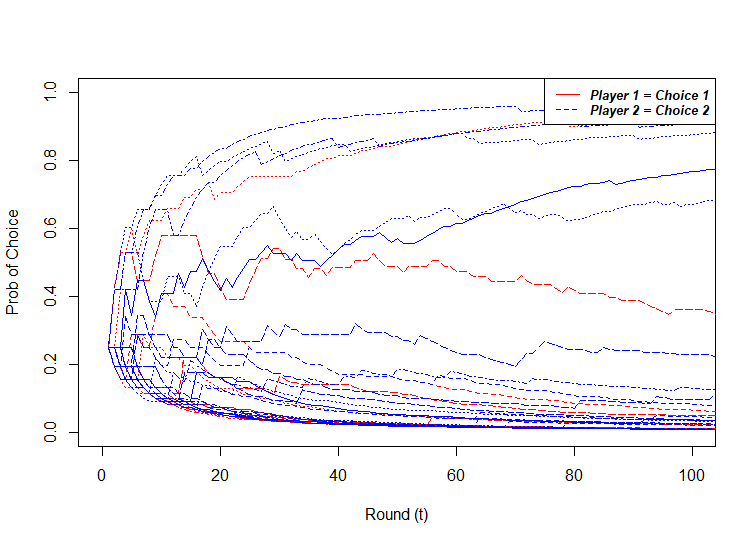 Player 1 = Choice 1
Player 2 = Choice 2
1.0
0.8
0.6
0.4
0.2
0.0
Prob of Choice
0 20 40 60 80 100
Round (t)